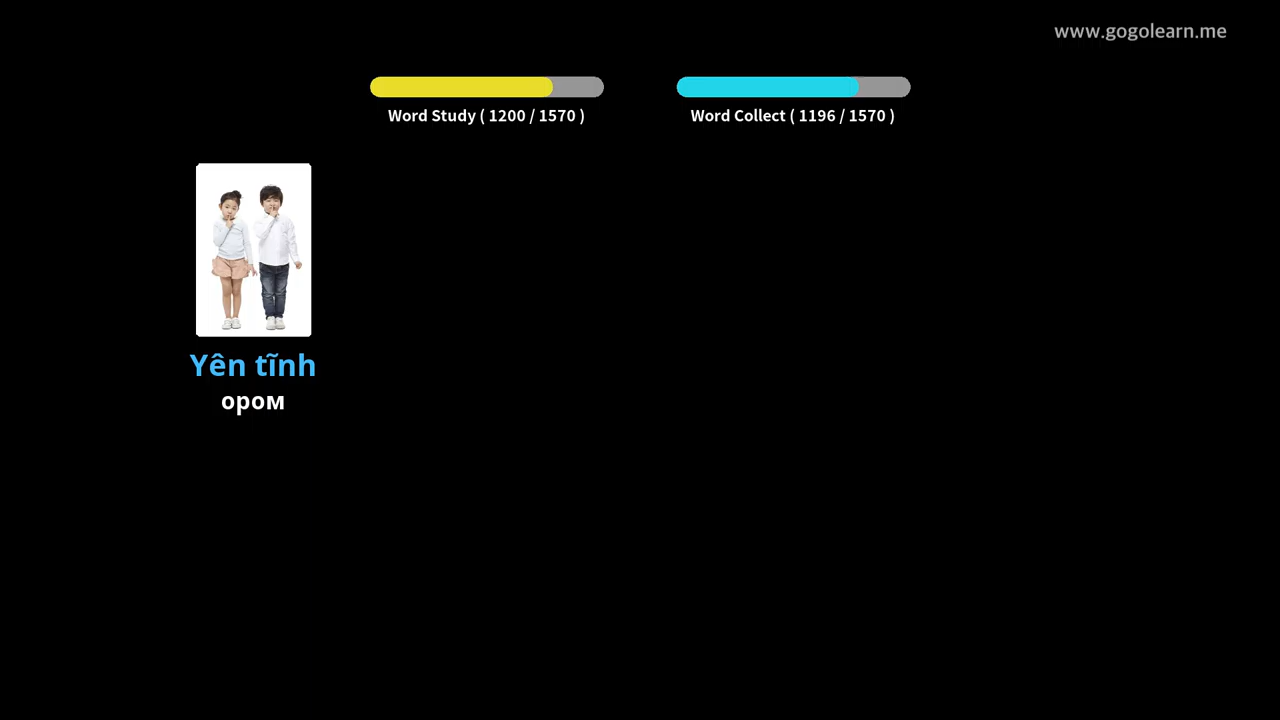 www.gogolearn.me
Word Study ( 1200 / 1570 )
Word Collect ( 1196 / 1570 )
Yên tĩnh
ором